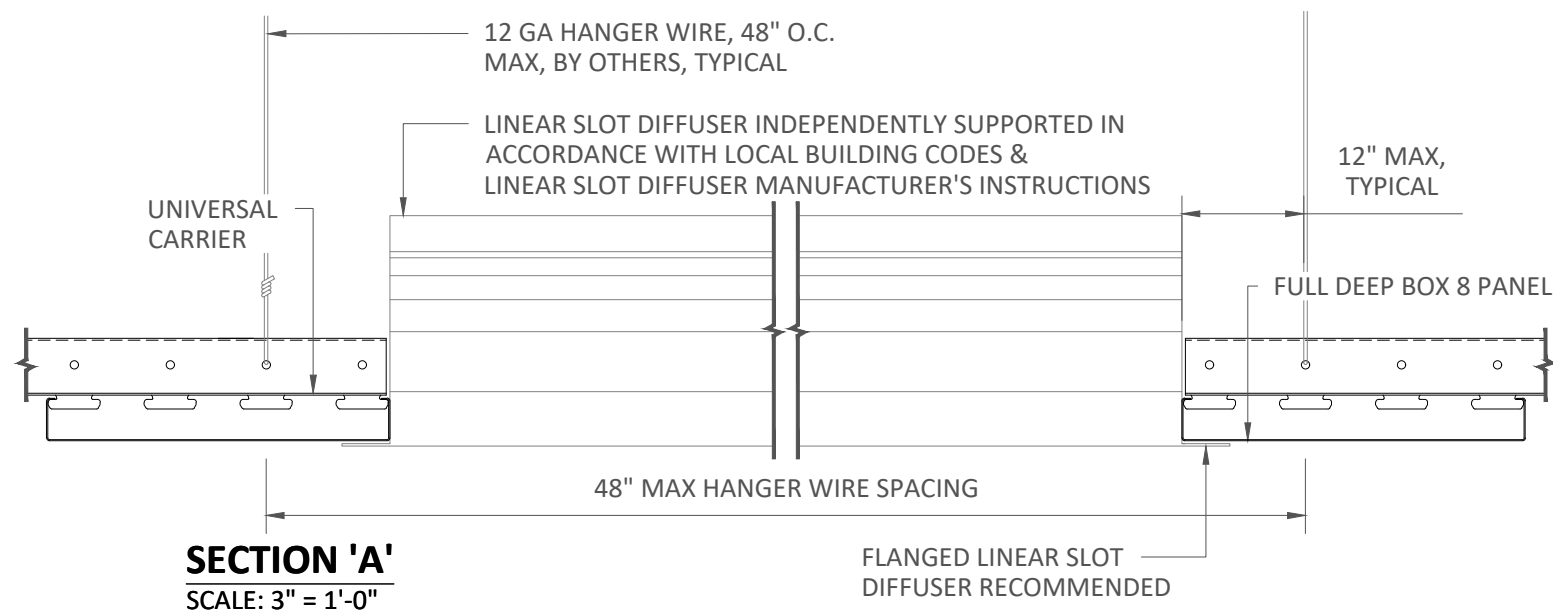 12 GA HANGER WIRE, 48" O.C.
MAX, BY OTHERS, TYPICAL
LINEAR SLOT DIFFUSER INDEPENDENTLY SUPPORTED IN
ACCORDANCE WITH LOCAL BUILDING CODES &
LINEAR SLOT DIFFUSER MANUFACTURER'S INSTRUCTIONS
12" MAX,
TYPICAL
UNIVERSAL
CARRIER
FULL DEEP BOX 8 PANEL
48" MAX HANGER WIRE SPACING
SECTION 'A'
SCALE: 3" = 1'-0"
FLANGED LINEAR SLOT
DIFFUSER RECOMMENDED